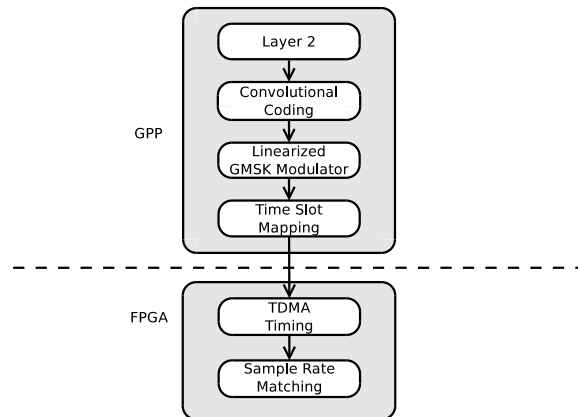 Layer 2
Convolutional
Coding
GPP
Linearized
GMSK Modulator
Time Slot
Mapping
FPGA
TDMA
Timing
Sample Rate
Matching